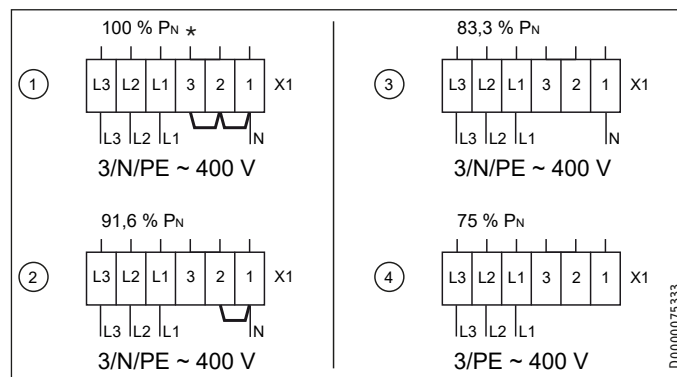 100 % PN *
1
L3 L2 L1 3 2 1 X1
L3 L2 L1 N
3/N/PE ~ 400 V
91,6 % PN
2
L3 L2 L1 3 2 1 X1
L3 L2 L1 N
3/N/PE ~ 400 V
83,3 % PN
3
L3 L2 L1 3 2 1 X1
L3 L2 L1 N
3/N/PE ~ 400 V
75 % PN
4
L3 L2 L1 3 2 1 X1
L3 L2 L1
3/PE ~ 400 V
D0000075333